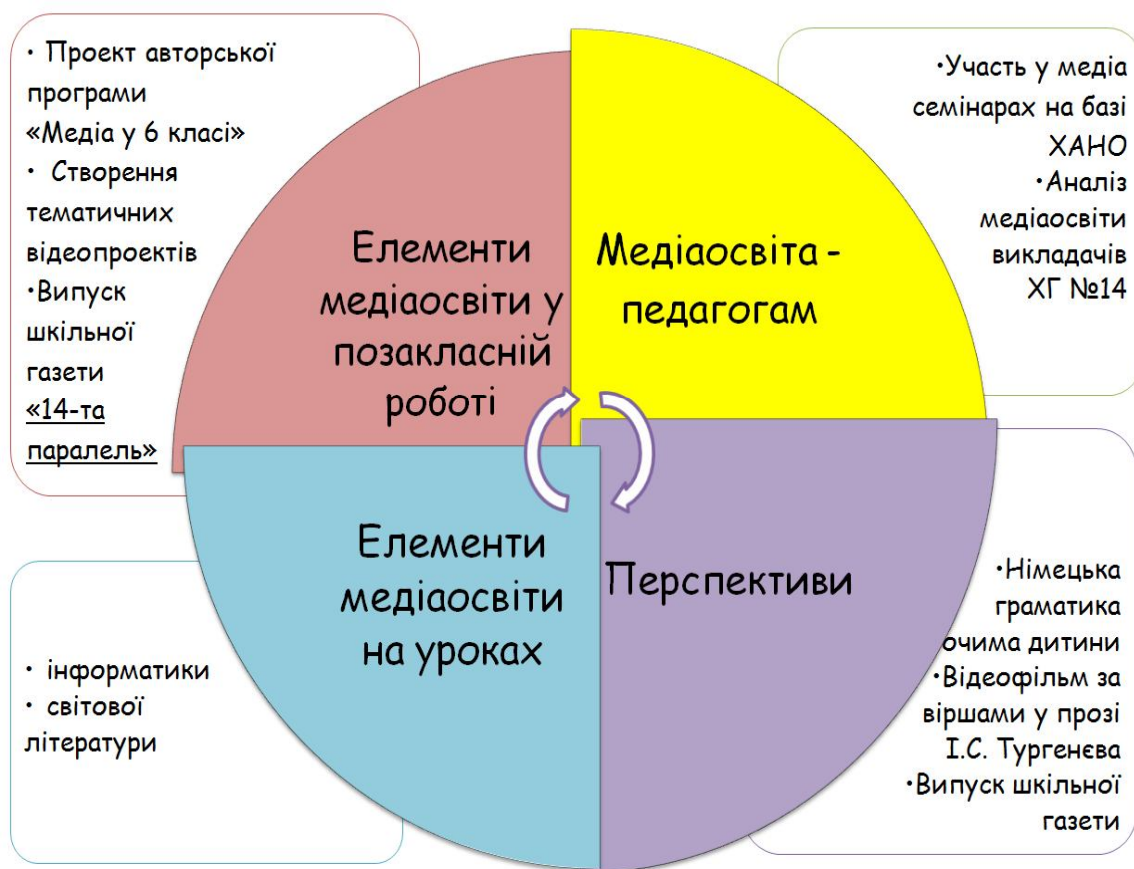 • Проект авторської
програми
«Медіа у 6 класі»
• Створення
тематичних
відеопроектів
•Випуск
шкільної
газети
«14-та
паралель»
Елементи
медіаосвіти у
позакласній
роботі
Медіаосвіта -
педагогам
•Участь у медіа
семінарах на базі
ХАНО
•Аналіз
медіаосвіти
викладачів
ХГ №14
• інформатики
• світової
літератури
Елементи
медіаосвіти
на уроках
Перспективи
•Німецька
граматика
очима дитини
•Відеофільм за
віршами у прозі
І.С. Тургенєва
•Випуск шкільної
газети